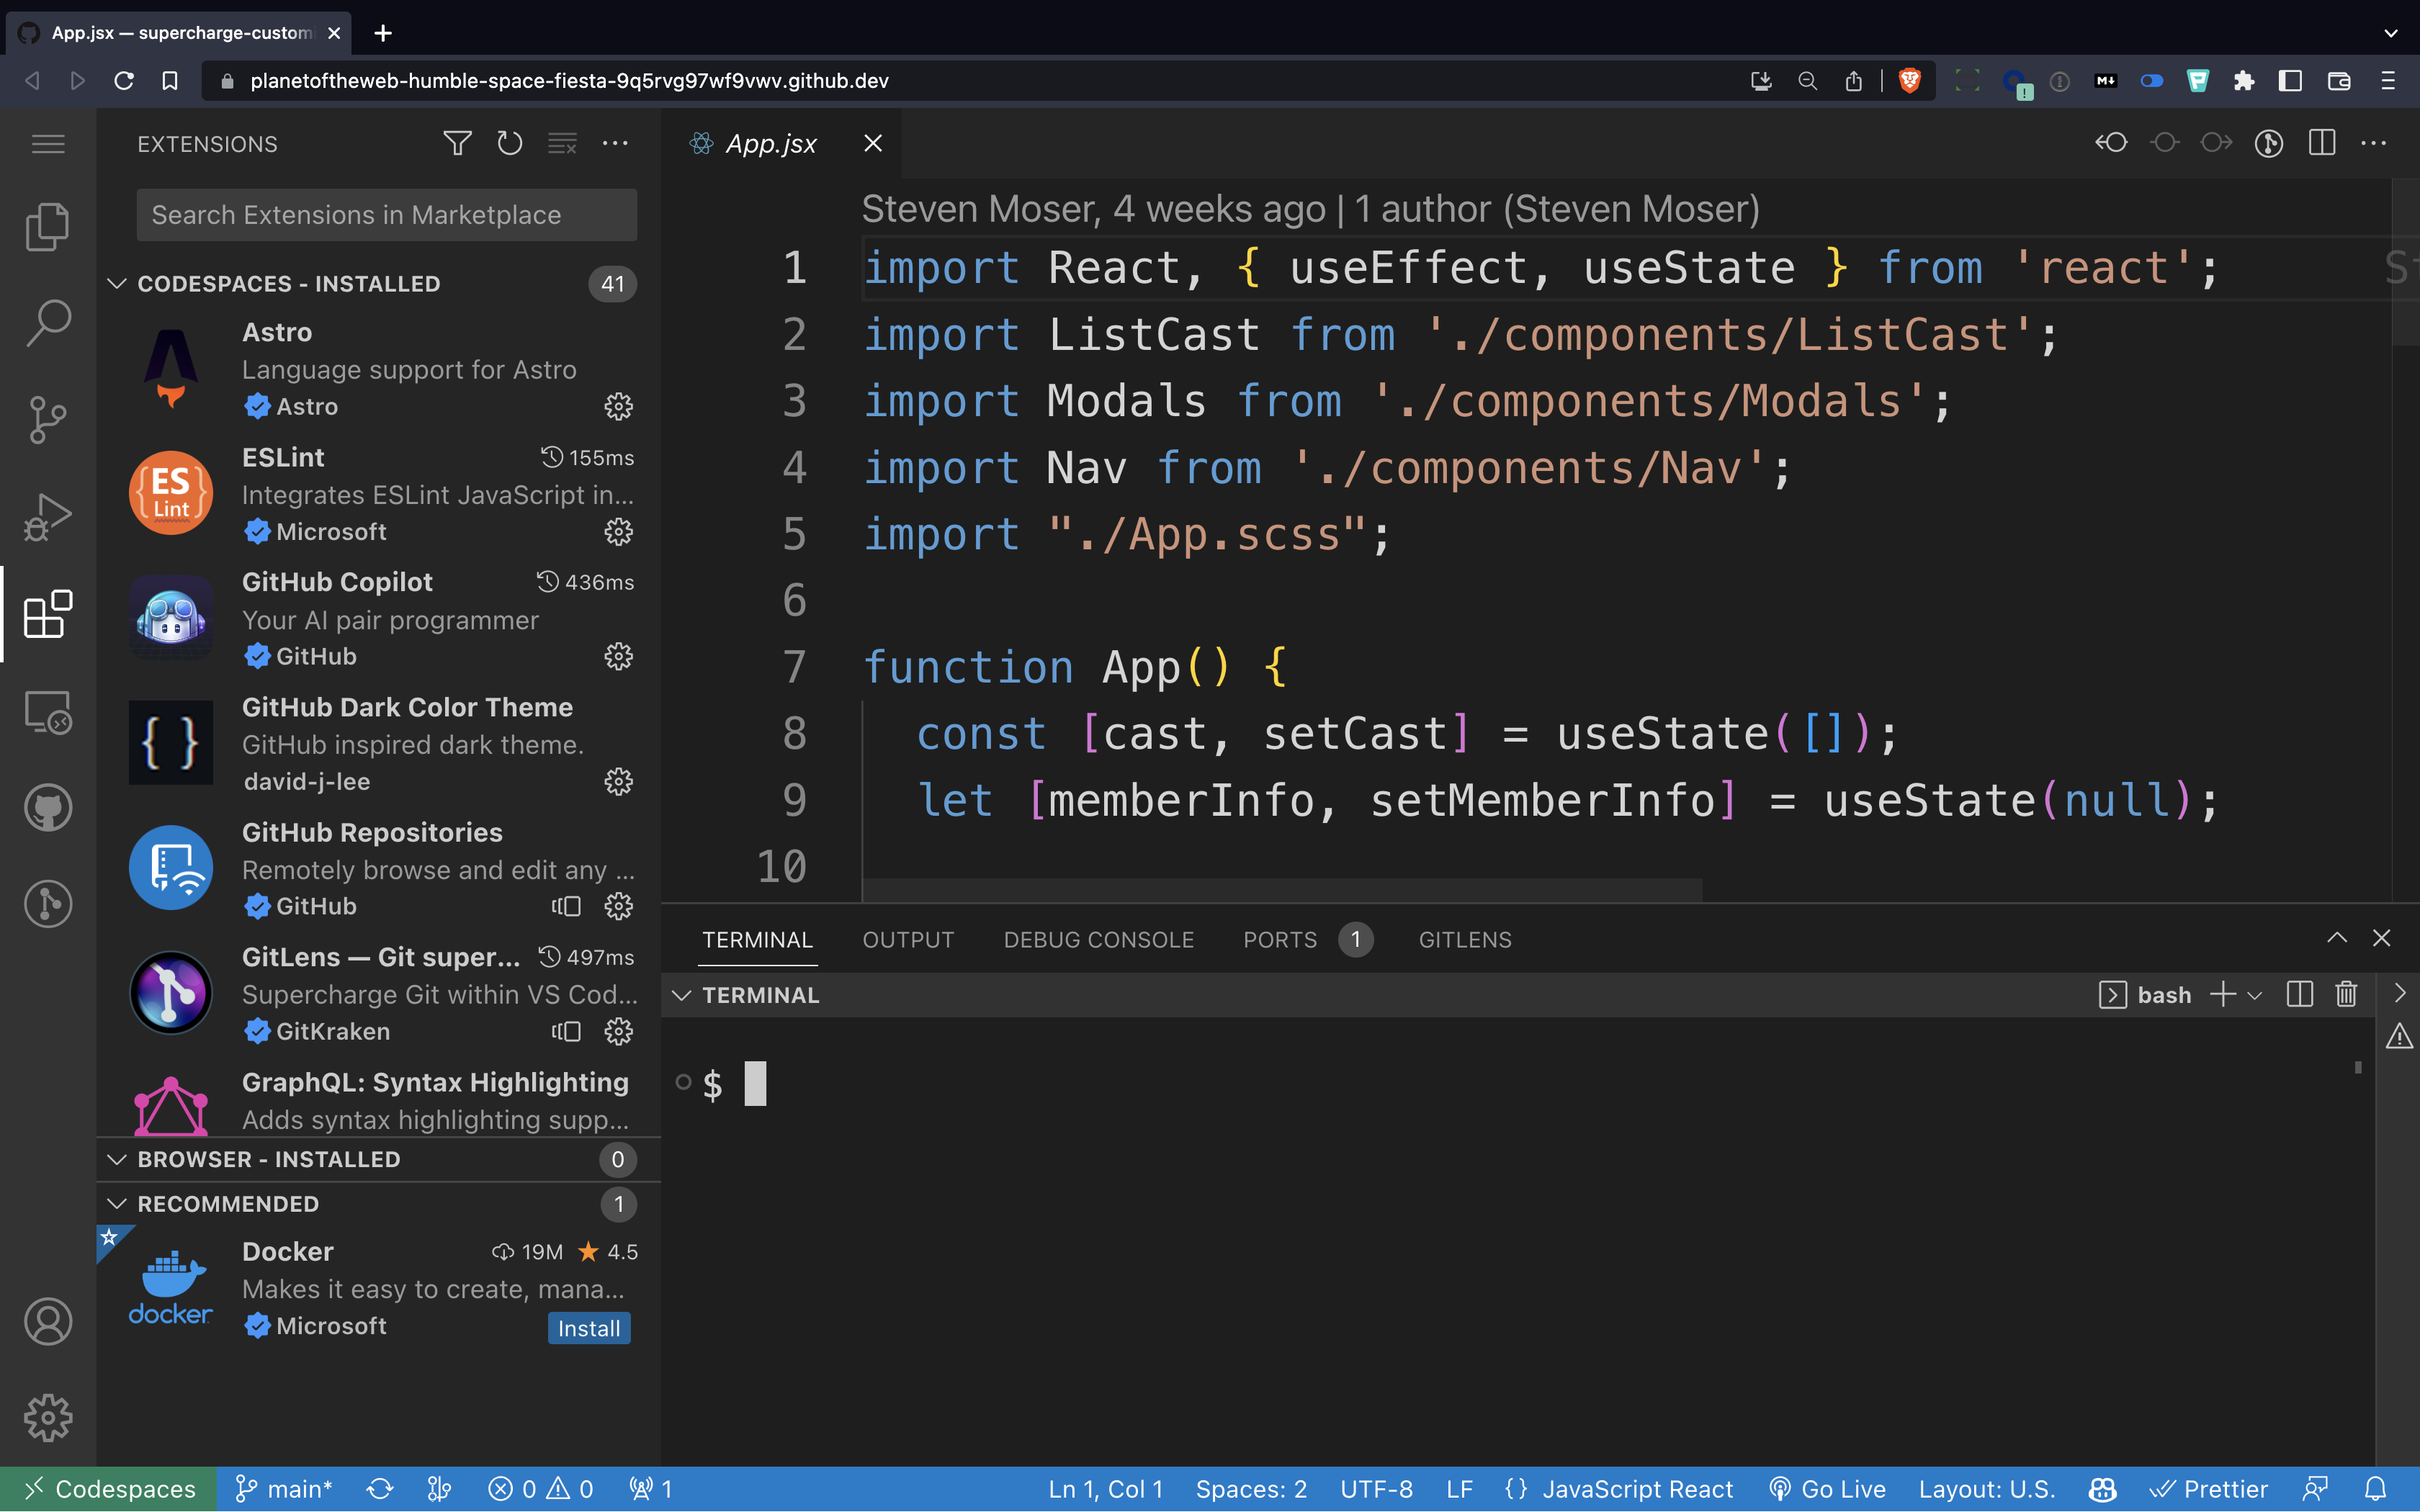 App.jsx — supercharge-custom
planetoftheweb-humble-space-fiesta-9q5rvg97wf9vwv.github.dev
EXTENSIONS
Search Extensions in Marketplace
CODESPACES - INSTALLED 41
Astro
Language support for Astro
Astro
ESLint 155ms
Integrates ESLint JavaScript in...
Microsoft
ES
Lint
GitHub Copilot 436ms
Your AI pair programmer
GitHub
GitHub Dark Color Theme
GitHub inspired dark theme.
david-j-lee
GitHub Repositories
Remotely browse and edit any ...
GitHub
GitLens — Git super... 497ms
Supercharge Git within VS Cod...
GitKraken
GraphQL: Syntax Highlighting
Adds syntax highlighting supp...
BROWSER - INSTALLED 0
RECOMMENDED 1
Docker 19M 4.5
Makes it easy to create, mana...
Microsoft Install
docker
App.jsx
Steven Moser, 4 weeks ago | 1 author (Steven Moser)
1 import React, { useEffect, useState } from 'react';
2 import ListCast from './components/ListCast';
3 import Modals from './components/Modals';
4 import Nav from './components/Nav';
5 import "./App.scss";
6
7 function App() {
8 const [cast, setCast] = useState([]);
9 let [memberInfo, setMemberInfo] = useState(null);
10
TERMINAL OUTPUT DEBUG CONSOLE PORTS 1 GITLENS
TERMINAL bash
$
Codespaces main* 0 0 1 Ln 1, Col 1 Spaces: 2 UTF-8 LF {} JavaScript React Go Live Layout: U.S. Prettier